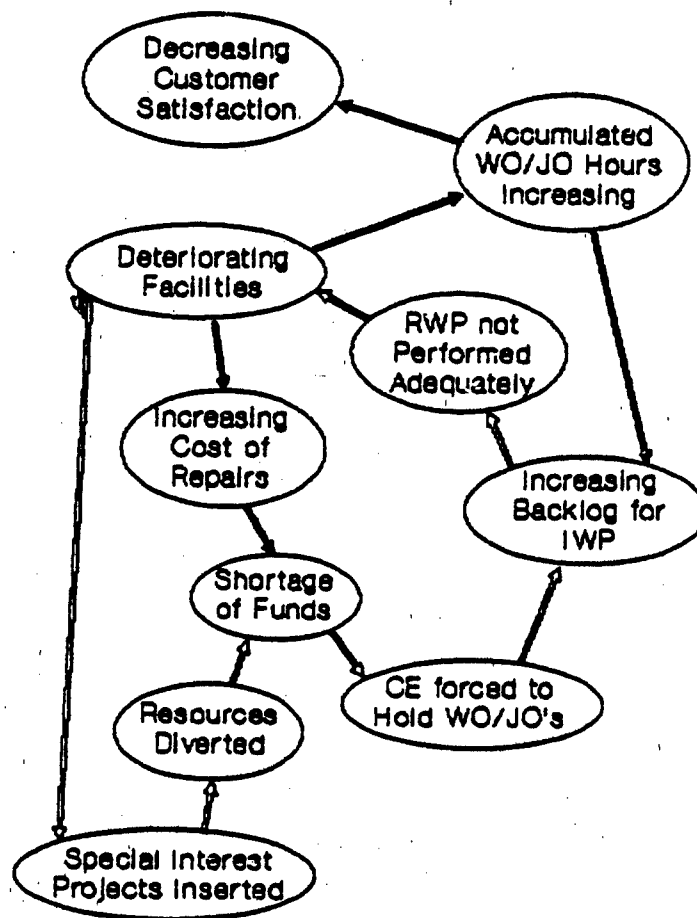 Decreasing
Customer
Satisfaction
Accumulated
WO/JO Hours
Increasing
Deteriorating
Facilities
RWP not
Performed
Adequately
Increasing
Cost of
Repairs
Increasing
Backlog for
IWP
Shortage
of Funds
CE forced to
Hold WO/JO's
Resources
Diverted
Special Interest
Projects Inserted